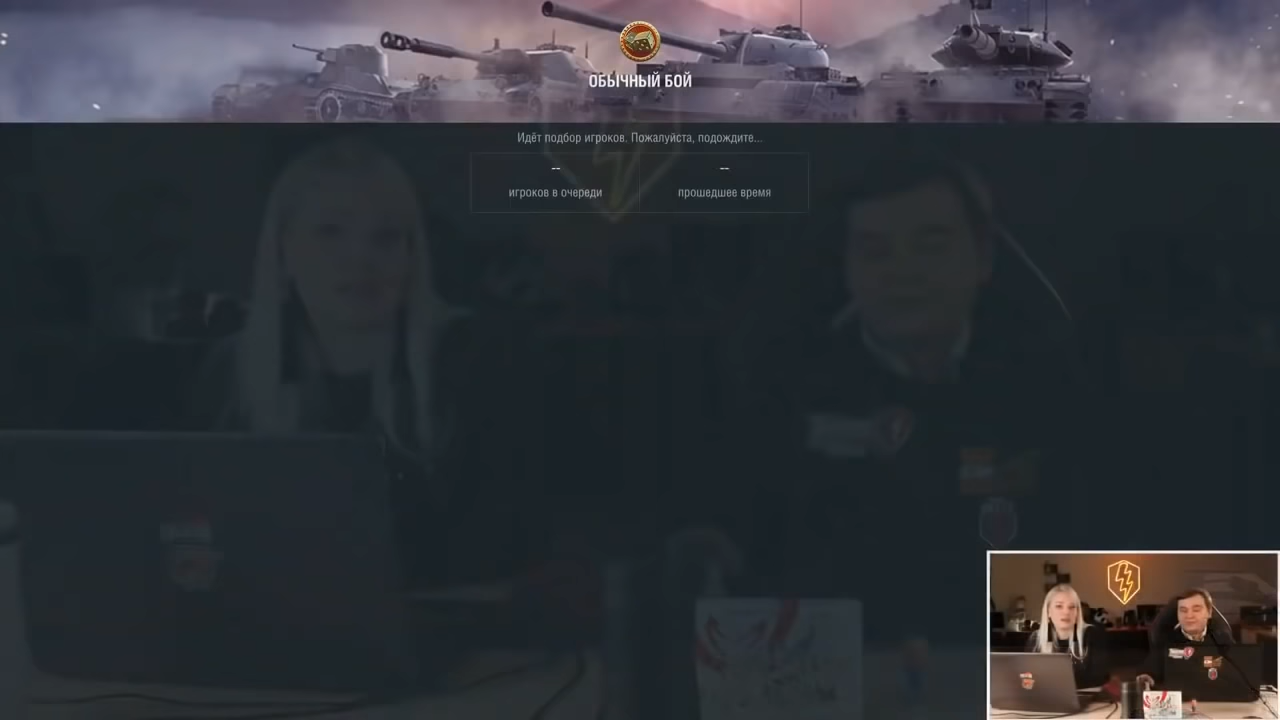 ОБЫЧНЫЙ БОЙ
Идёт подбор игроков. Пожалуйста, подождите...
-- --
игроков в очереди прошедшее время